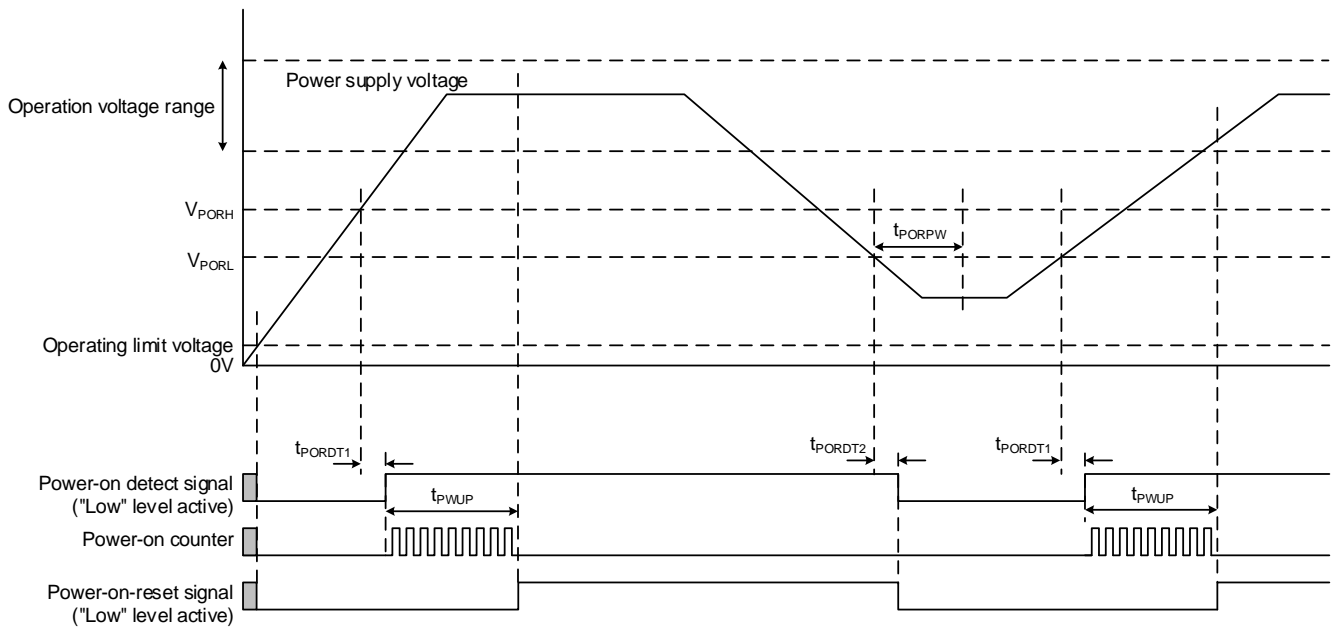 Power supply voltage
Operation voltage range
VPORH
tPORPW
VPORL
Operating limit voltage
0V
tPORDT1
tPORDT2
tPORDT1
Power-on detect signal
("Low" level active)
tPWUP
tPWUP
Power-on counter
Power-on-reset signal
("Low" level active)